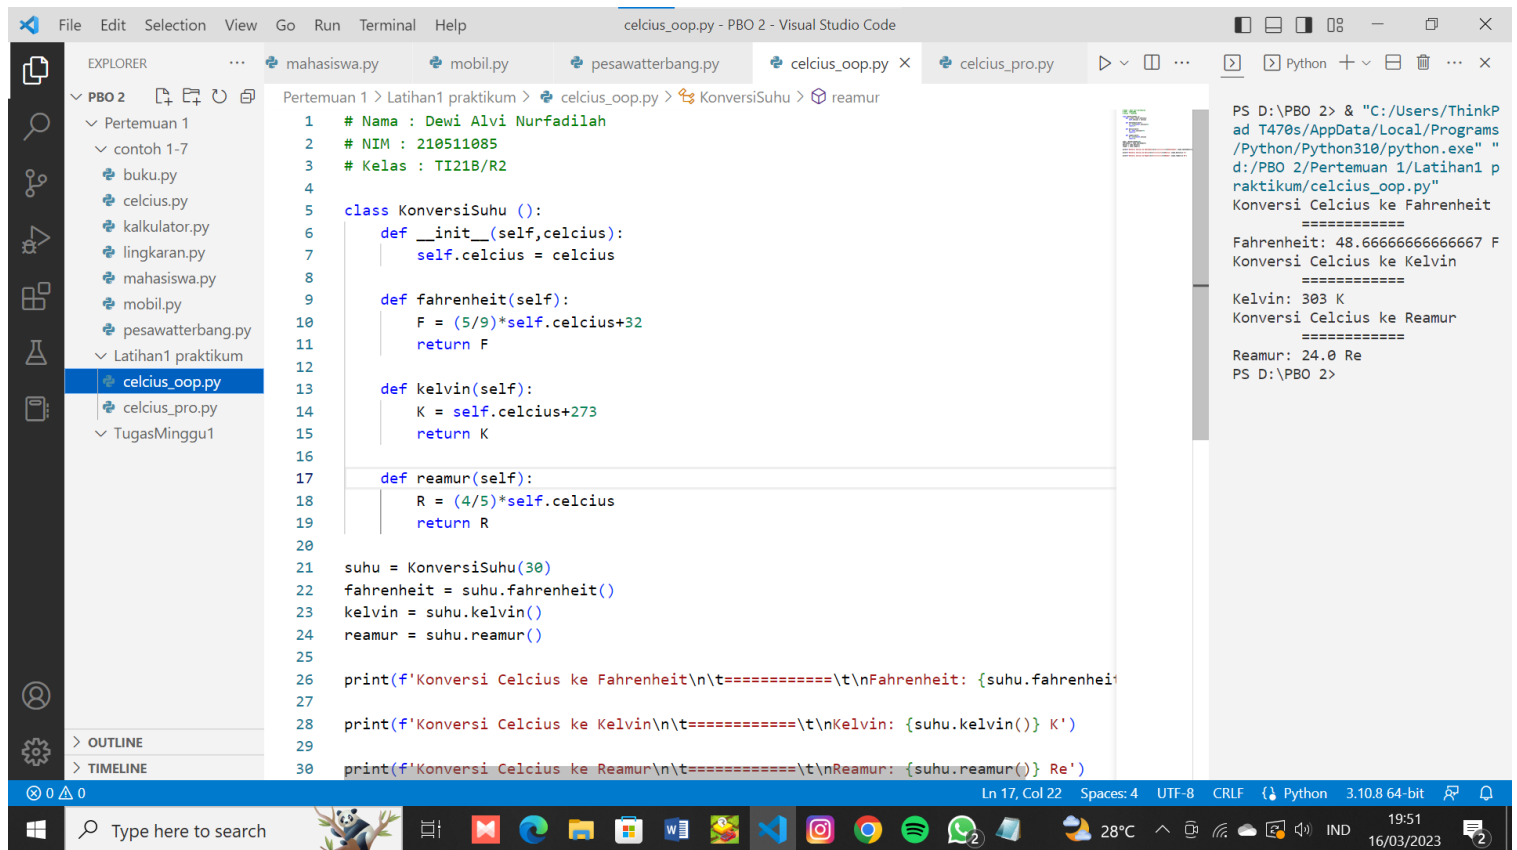 File Edit Selection View Go Run Terminal Help celcius_oop.py - PBO 2 - Visual Studio Code
EXPLORER
mahasiswa.py mobil.py pesawatterbang.py celcius_oop.py celcius_pro.py
Python
PBO 2
Pertemuan 1
contoh 1-7
buku.py
celcius.py
kalkulator.py
lingkaran.py
mahasiswa.py
mobil.py
pesawatterbang.py
Latihan1 praktikum
celcius_oop.py
celcius_pro.py
TugasMinggu1
OUTLINE
TIMELINE
Pertemuan 1 > Latihan1 praktikum > celcius_oop.py > KonversiSuhu > reamur
1 # Nama : Dewi Alvi Nurfadilah
2 # NIM : 210511085
3 # Kelas : TI21B/R2
4
5 class KonversiSuhu ():
6 def __init__(self,celcius):
7 self.celcius = celcius
8
9 def fahrenheit(self):
10 F = (5/9)*self.celcius+32
11 return F
12
13 def kelvin(self):
14 K = self.celcius+273
15 return K
16
17 def reamur(self):
18 R = (4/5)*self.celcius
19 return R
20
21 suhu = KonversiSuhu(30)
22 fahrenheit = suhu.fahrenheit()
23 kelvin = suhu.kelvin()
24 reamur = suhu.reamur()
25
26 print(f'Konversi Celcius ke Fahrenheit\n\t============\t\nFahrenheit: {suhu.fahrenheit
27
28 print(f'Konversi Celcius ke Kelvin\n\t============\t\nKelvin: {suhu.kelvin()} K')
29
30 print(f'Konversi Celcius ke Reamur\n\t============\t\nReamur: {suhu.reamur()} Re')
PS D:\PBO 2> & "C:/Users/ThinkP
ad T470s/AppData/Local/Programs
/Python/Python310/python.exe" "
d:/PBO 2/Pertemuan 1/Latihan1 p
raktikum/celcius_oop.py"
Konversi Celcius ke Fahrenheit
============
Fahrenheit: 48.66666666666667 F
Konversi Celcius ke Kelvin
============
Kelvin: 303 K
Konversi Celcius ke Reamur
============
Reamur: 24.0 Re
PS D:\PBO 2>
0 0 Ln 17, Col 22 Spaces: 4 UTF-8 CRLF Python 3.10.8 64-bit
Type here to search
2
28°C IND
19:51
16/03/2023
2